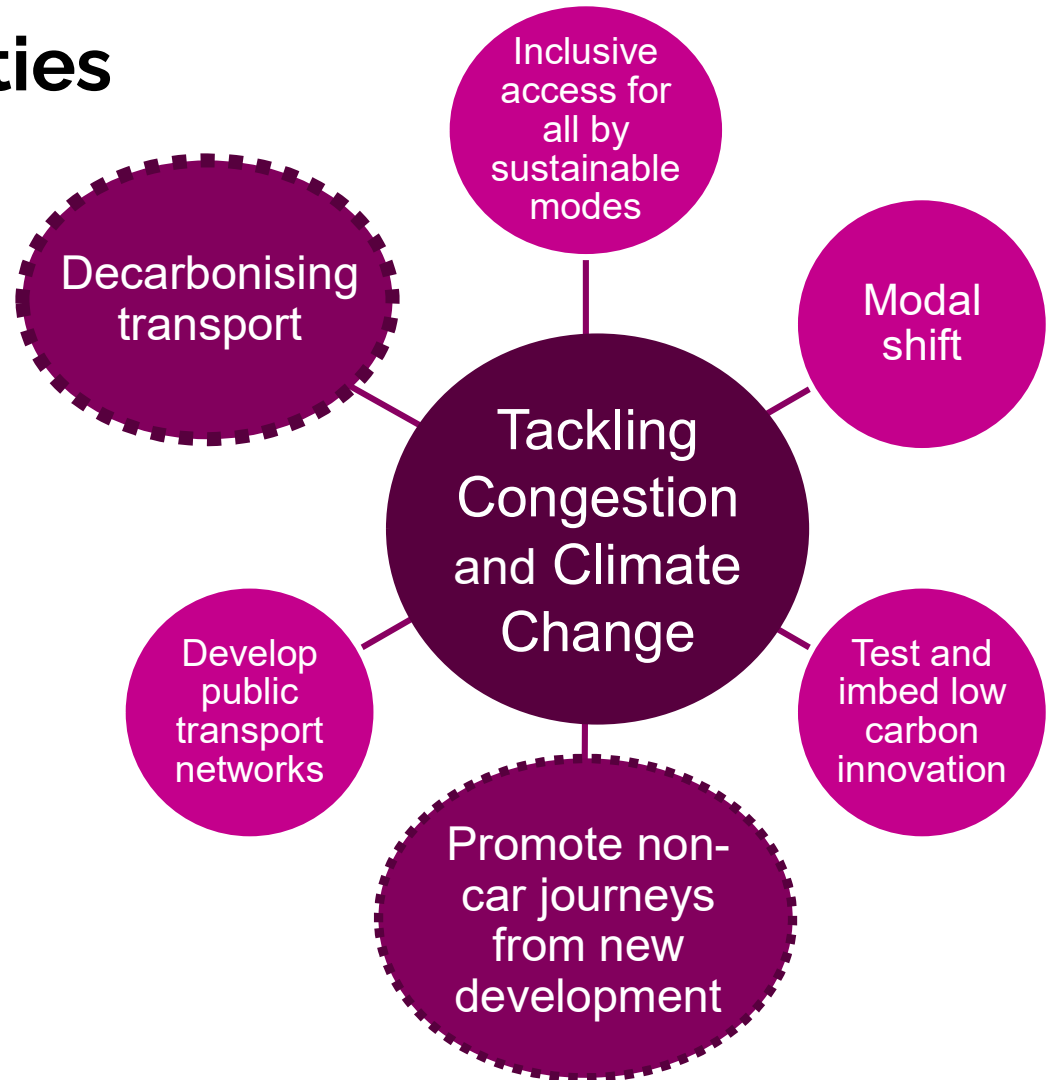 ties
Inclusive
access for
all by
sustainable
modes
Decarbonising
transport
Modal
shift
Tackling
Congestion
and Climate
Change
Develop
public
transport
networks
Test and
imbed low
carbon
innovation
Promote non-
car journeys
from new
development